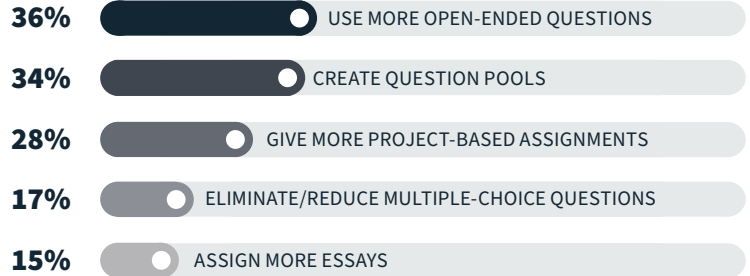 36% USE MORE OPEN-ENDED QUESTIONS
34% CREATE QUESTION POOLS
28% GIVE MORE PROJECT-BASED ASSIGNMENTS
17% ELIMINATE/REDUCE MULTIPLE-CHOICE QUESTIONS
15% ASSIGN MORE ESSAYS